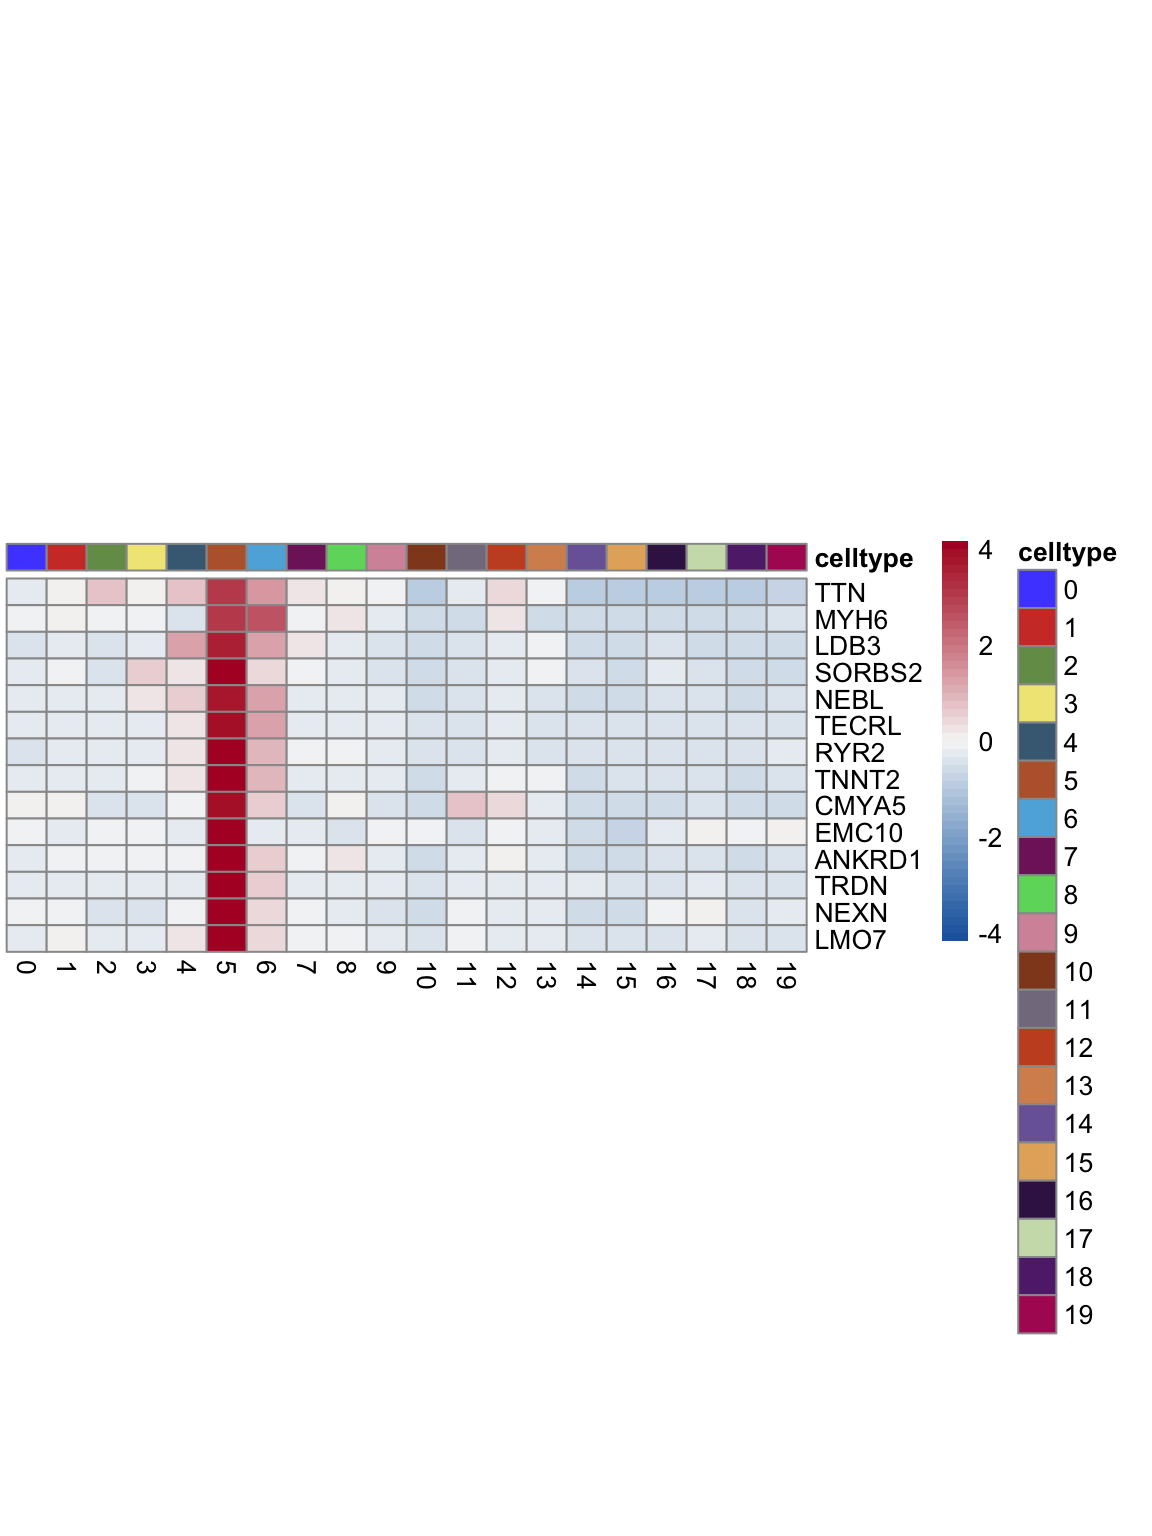 celltype
TTN
MYH6
LDB3
SORBS2
NEBL
TECRL
RYR2
TNNT2
CMYA5
EMC10
ANKRD1
TRDN
NEXN
LMO7
0 1 2 3 4 5 6 7 8 9 10 11 12 13 14 15 16 17 18 19
4
2
0
-2
-4
celltype
0
1
2
3
4
5
6
7
8
9
10
11
12
13
14
15
16
17
18
19